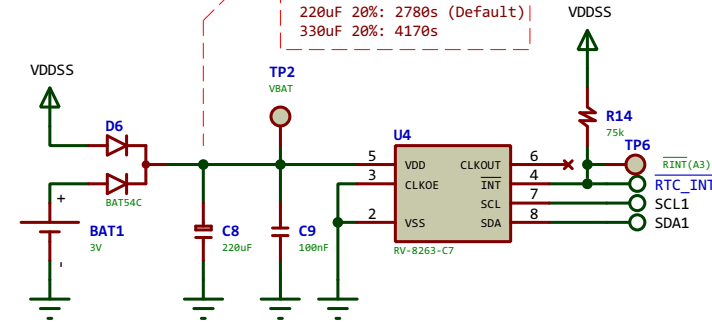 220uF 20%: 2780s (Default)
330uF 20%: 4170s
VDDSS
VDDSS
TP2
VBAT
D6
BAT54C
R14
75k
U4
TP6
5 VDD CLKOUT 6
RINT(A3)
3 CLKOE INT 4
RTC_INT
SCL 7
SCL1
2 VSS SDA 8
SDA1
RV-8263-C7
+
BAT1
3V
C8
220uF
C9
100nF